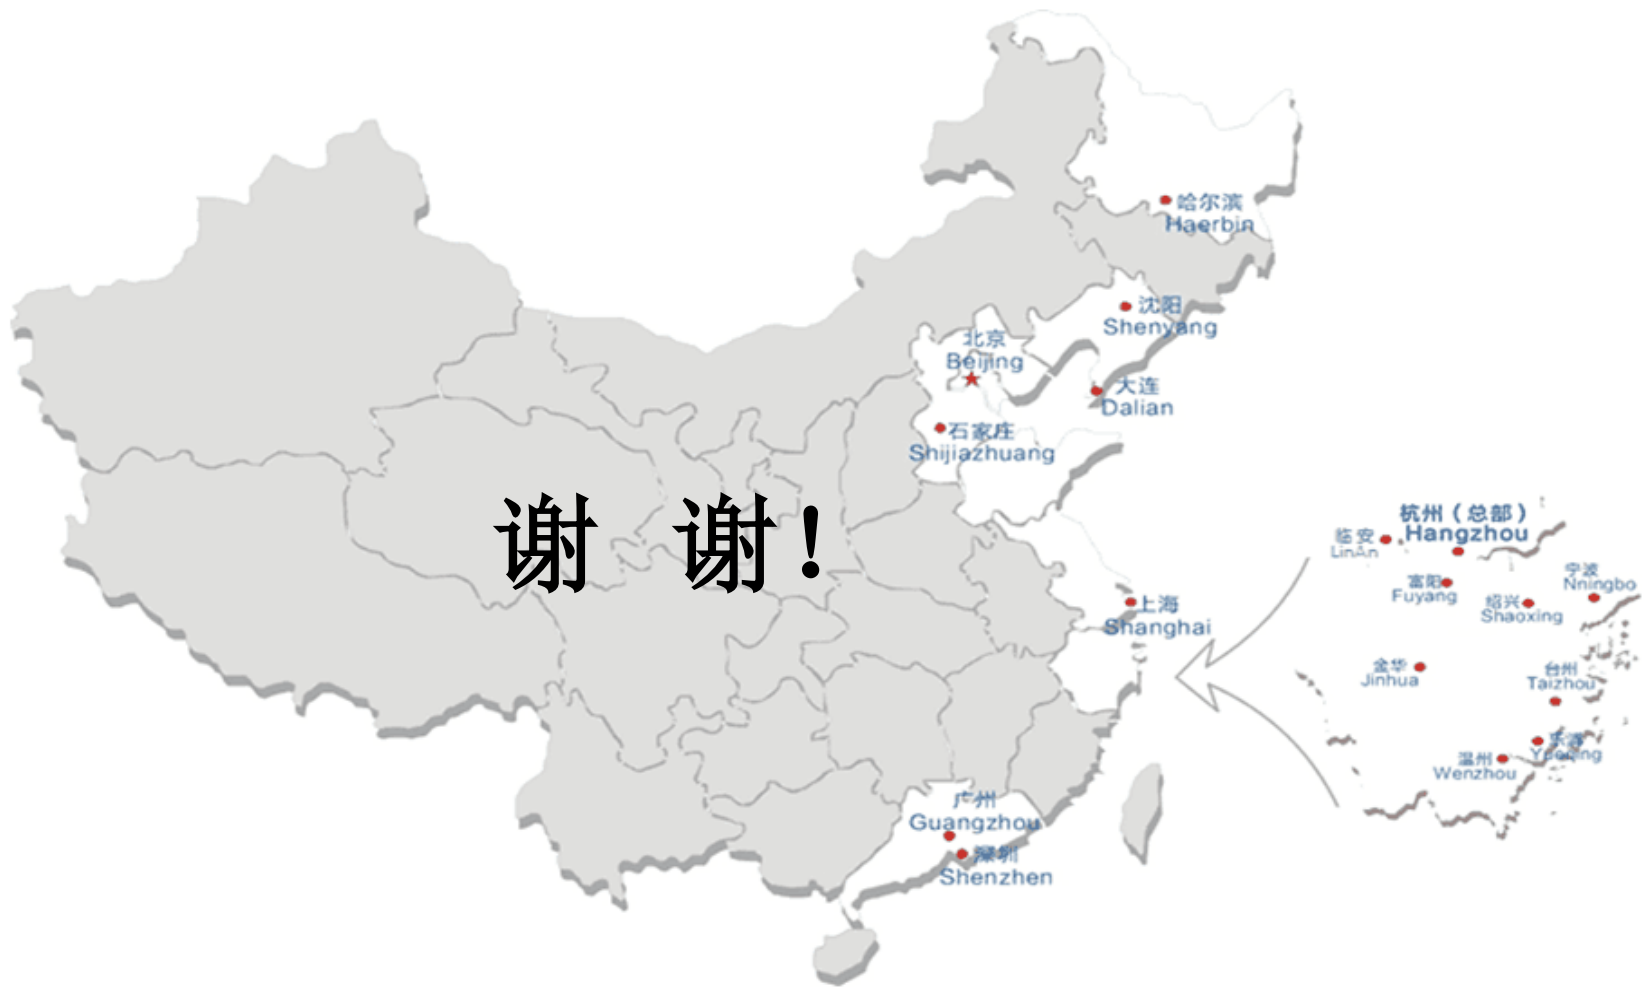 哈尔滨
Haerbin
沈阳
Shenyang
北京
Beijing
大连
Dalian
石家庄
Shijiazhuang
谢 谢！
上海
Shanghai
广州
Guangzhou
深圳
Shenzhen
杭州（总部）
Hangzhou
临安
LinAn
富阳
Fuyang
绍兴
Shaoxing
宁波
Nningbo
金华
Jinhua
台州
Taizhou
乐清
温州
Wenzhou